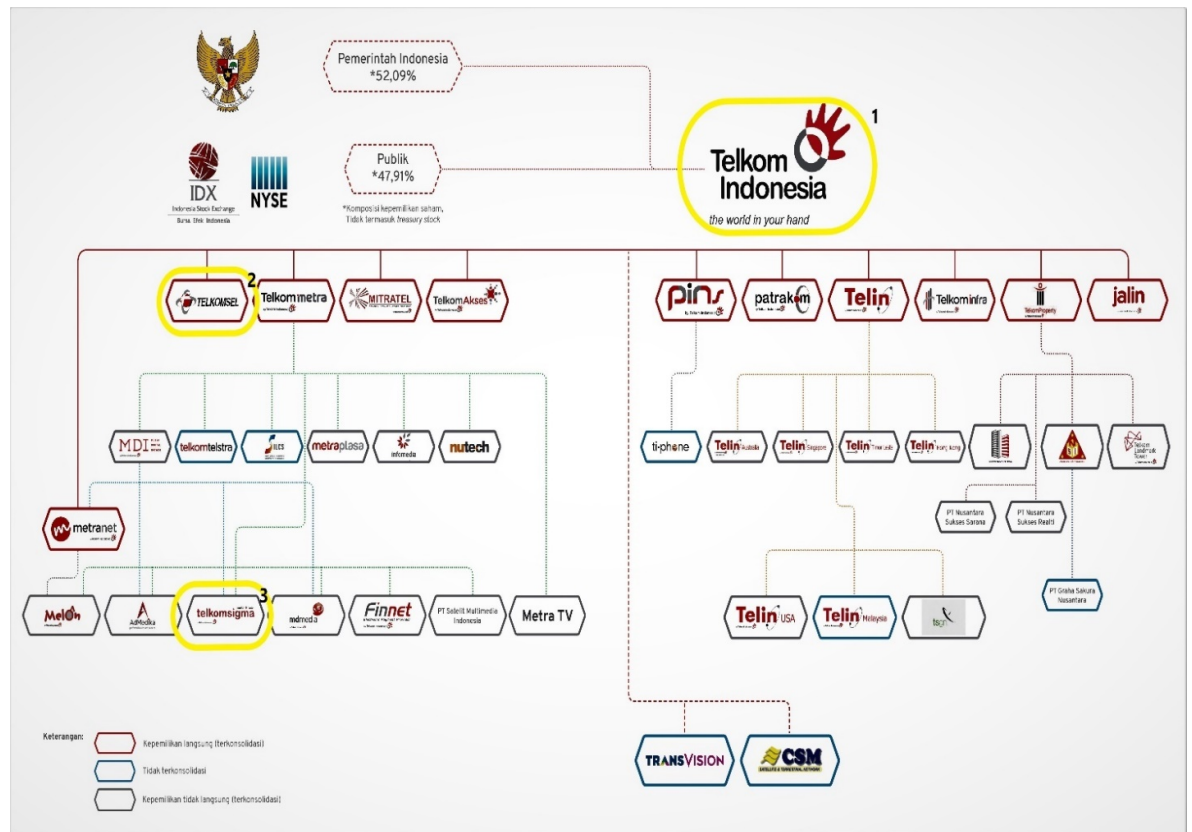 Pemerintah Indonesia
*52,09%
IDX
Indonesia Stock Exchange
Bursa Efek Indonesia
NYSE
Publik
*47,91%
*Komposisi kepemilikan saham,
Tidak termasuk treasury stock
1
Telkom
Indonesia
the world in your hand
2
TELKOMSEL
Telkommetra
MITRATEL
TelkomAkses
pins
patrakom
Telin
Telkominfra
TelkomProperty
jalin
MDI
telkomtelstra
metraplasa
infomedia
nutech
ti-phone
Telin Australia
Telin Singapore
Telin Timor Leste
Telin Hong Kong
Telkom
Landmark
Tower
metranet
PT Nusantara
Sukses Sarana
PT Nusantara
Sukses Realti
3
Melon
AdMedika
telkomsigma
mdmedia
Finnet
PT Satelit Multimedia
Indonesia
Metra TV
PT Graha Sakura
Nusantara
Telin USA
Telin Malaysia
tsgn
TRANSVISION
CSM
Keterangan:
Kepemilikan langsung (terkonsolidasi)
Tidak terkonsolidasi
Kepemilikan tidak langsung (terkonsolidasi)